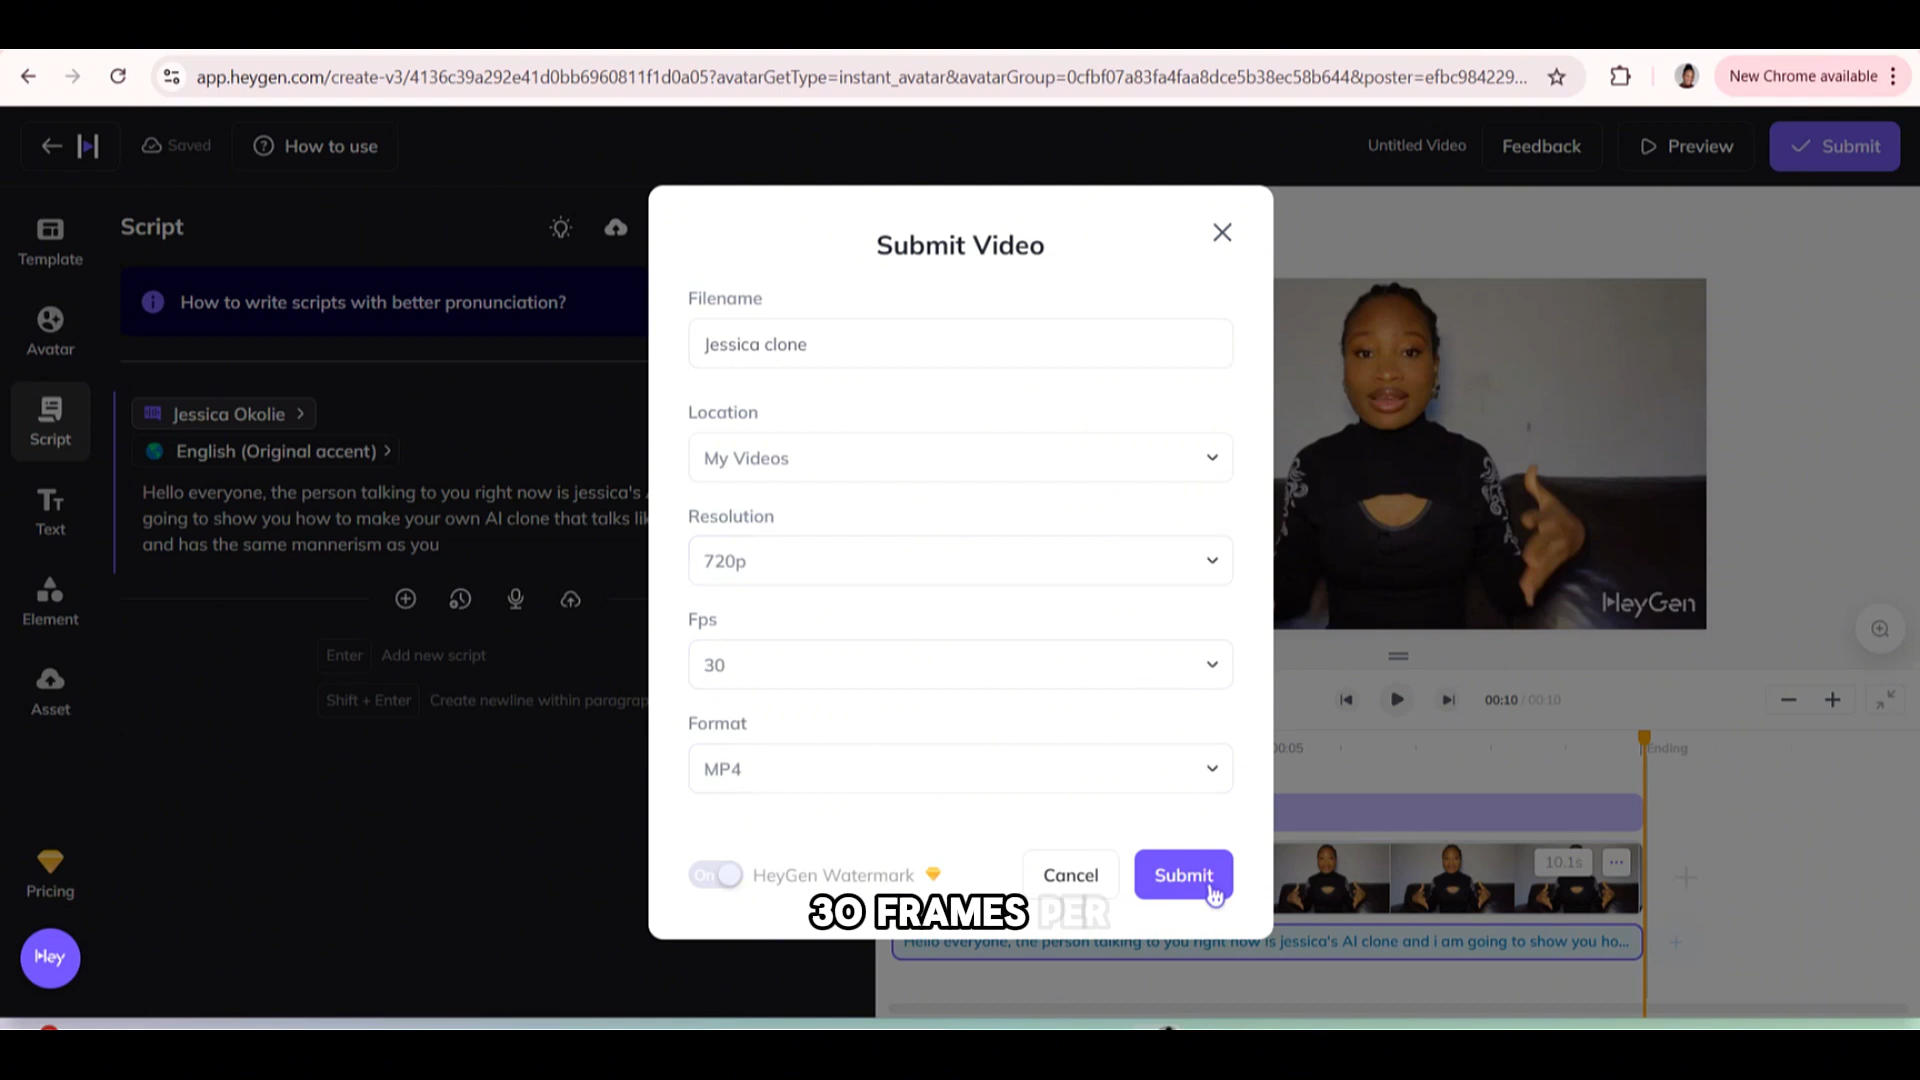 app.heygen.com/create-v3/4136c39a292e41d0bb6960811f1d0a05?avatarGetType=instant_avatar&avatarGroup=0cfbf07a83fa4faa8dce5b38ec58b644&poster=efbc984229...
New Chrome available
Saved
How to use
Untitled Video
Feedback
Preview
Submit
Template
Avatar
Script
Text
Element
Asset
Pricing
Hey
Script
How to write scripts with better pronunciation?
Jessica Okolie
English (Original accent)
Hello everyone, the person talking to you right now is jessica's
going to show you how to make your own AI clone that talks
and has the same mannerism as you
Enter Add new script
Shift + Enter Create newline within paragrap
Submit Video
Filename
Jessica clone
Location
My Videos
Resolution
720p
Fps
30
Format
MP4
On HeyGen Watermark
Cancel
Submit
30 FRAMES PER
HeyGen
00:10 / 00:10
00:05
Ending
10.1s
Hello everyone, the person talking to you right now is jessica's AI clone and i am going to show you ho...